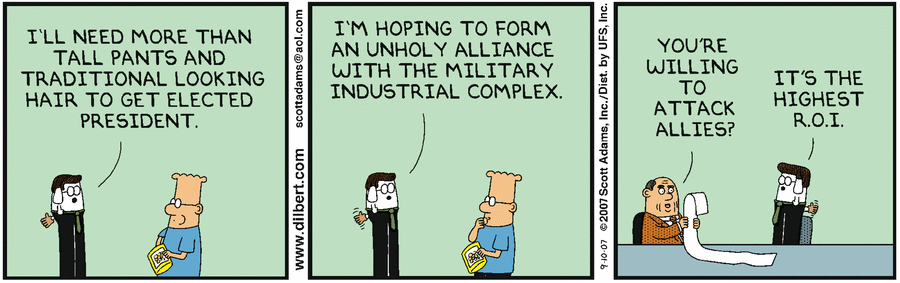 I'LL NEED MORE THAN
TALL PANTS AND
TRADITIONAL LOOKING
HAIR TO GET ELECTED
PRESIDENT.
www.dilbert.com
scottadams@aol.com
I'M HOPING TO FORM
AN UNHOLY ALLIANCE
WITH THE MILITARY
INDUSTRIAL COMPLEX.
9-10-07 ©2007 Scott Adams, Inc./Dist. by UFS, Inc.
YOU'RE
WILLING
TO
ATTACK
ALLIES?
IT'S THE
HIGHEST
R.O.I.